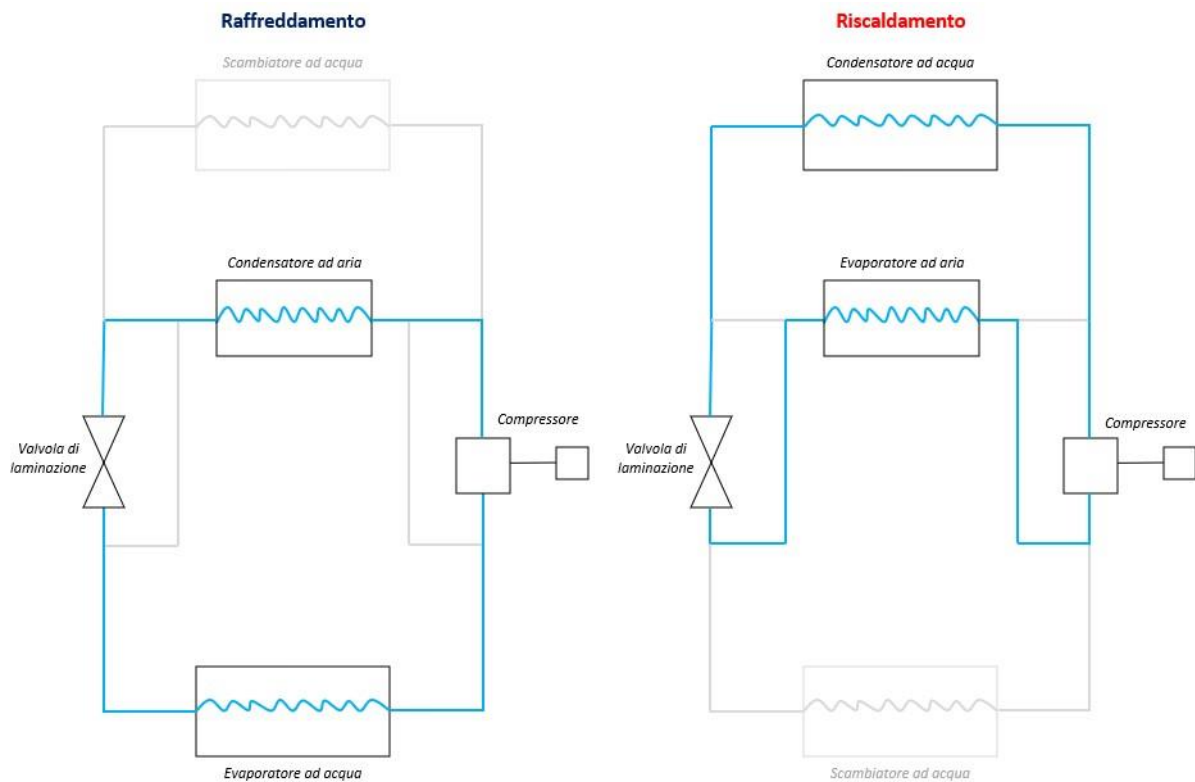 Raffreddamento
Scambiatore ad acqua
Condensatore ad aria
Compressore
Valvola di
laminazione
Evaporatore ad acqua
Riscaldamento
Condensatore ad acqua
Evaporatore ad aria
Compressore
Valvola di
laminazione
Scambiatore ad acqua